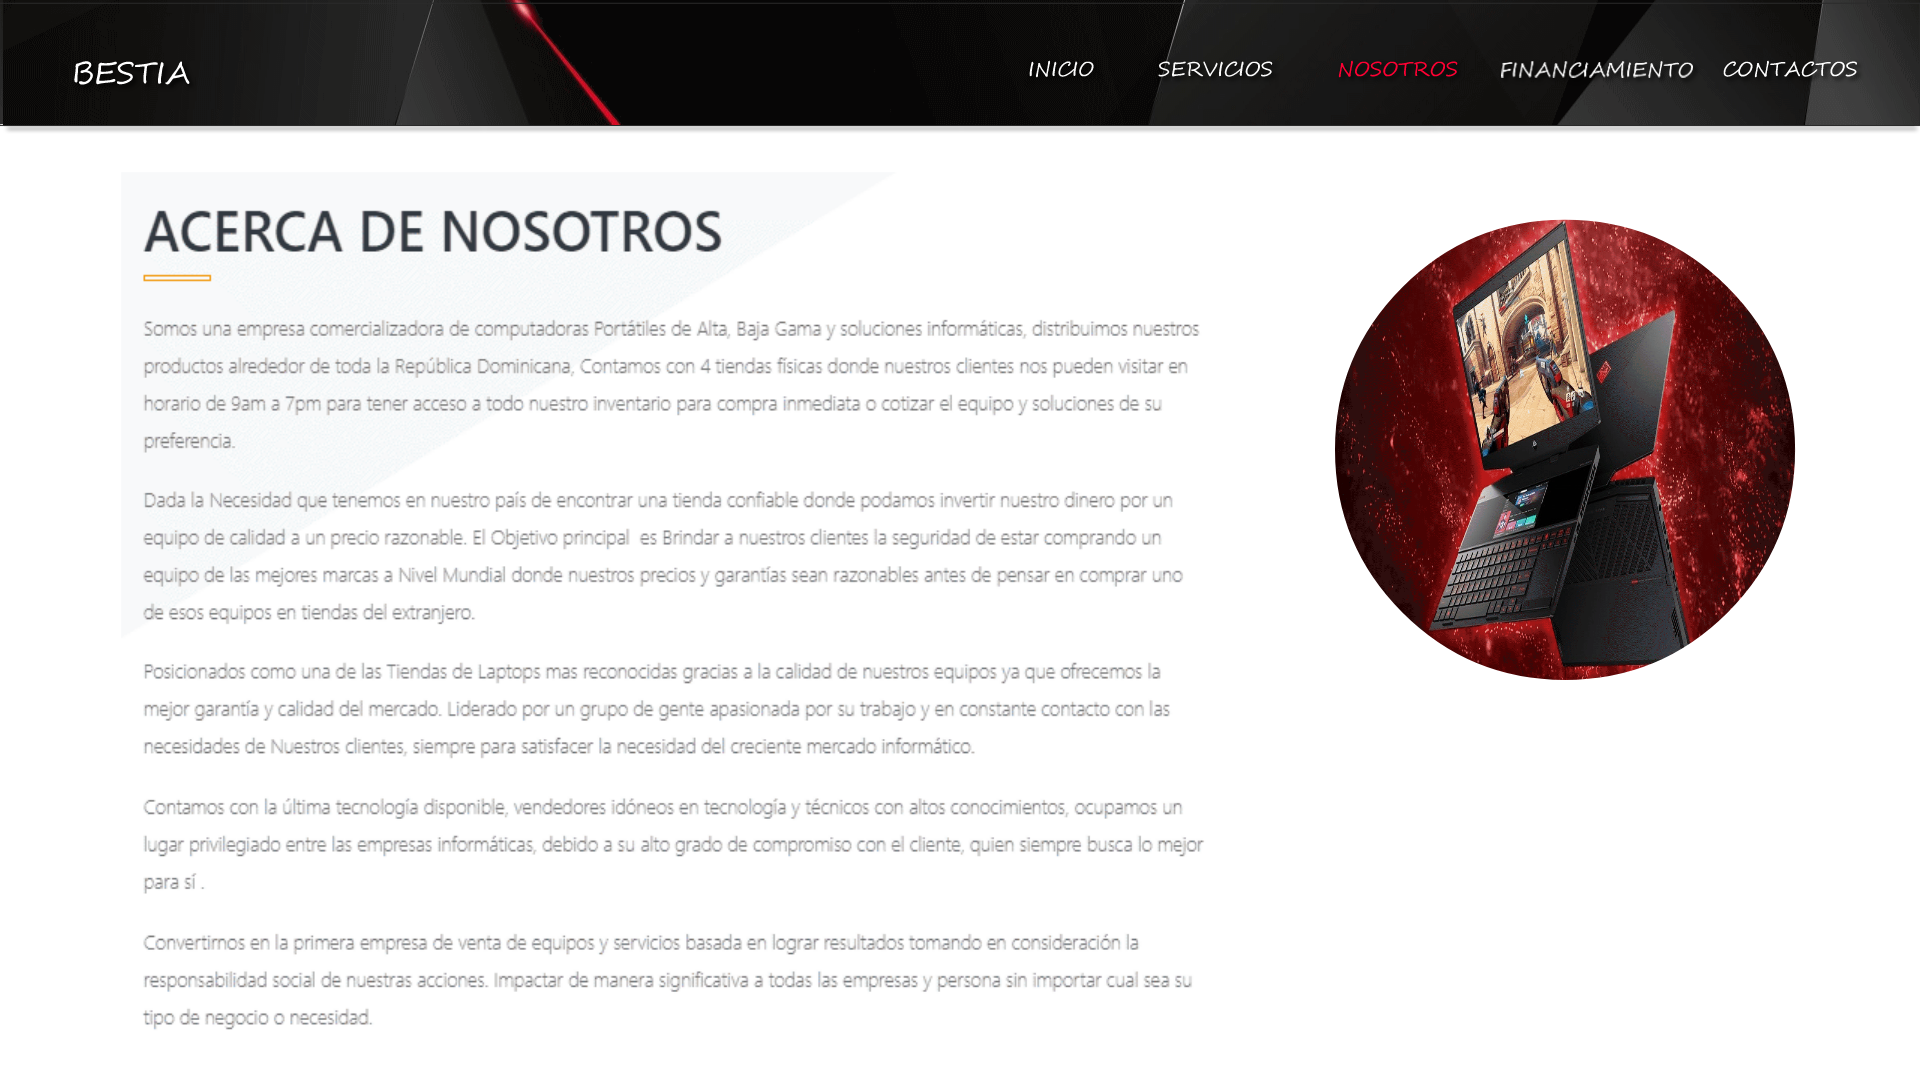 BESTIA
INICIO SERVICIOS NOSOTROS FINANCIAMIENTO CONTACTOS
ACERCA DE NOSOTROS
Somos una empresa comercializadora de computadoras Portátiles de Alta, Baja Gama y soluciones informáticas, distribuimos nuestros
productos alrededor de toda la República Dominicana, Contamos con 4 tiendas físicas donde nuestros clientes nos pueden visitar en
horario de 9am a 7pm para tener acceso a todo nuestro inventario para compra inmediata o cotizar el equipo y soluciones de su
preferencia.
Dada la Necesidad que tenemos en nuestro país de encontrar una tienda confiable donde podamos invertir nuestro dinero por un
equipo de calidad a un precio razonable. El Objetivo principal  es Brindar a nuestros clientes la seguridad de estar comprando un
equipo de las mejores marcas a Nivel Mundial donde nuestros precios y garantías sean razonables antes de pensar en comprar uno
de esos equipos en tiendas del extranjero.
Posicionados como una de las Tiendas de Laptops mas reconocidas gracias a la calidad de nuestros equipos ya que ofrecemos la
mejor garantía y calidad del mercado. Liderado por un grupo de gente apasionada por su trabajo y en constante contacto con las
necesidades de Nuestros clientes, siempre para satisfacer la necesidad del creciente mercado informático.
Contamos con la última tecnología disponible, vendedores idóneos en tecnología y técnicos con altos conocimientos, ocupamos un
lugar privilegiado entre las empresas informáticas, debido a su alto grado de compromiso con el cliente, quien siempre busca lo mejor
para sí .
Convertirnos en la primera empresa de venta de equipos y servicios basada en lograr resultados tomando en consideración la
responsabilidad social de nuestras acciones. Impactar de manera significativa a todas las empresas y persona sin importar cual sea su
tipo de negocio o necesidad.